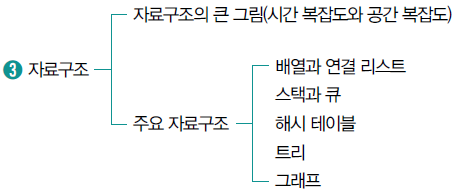 자료구조의 큰 그림(시간 복잡도와 공간 복잡도)
3 자료구조
배열과 연결 리스트
스택과 큐
주요 자료구조
해시 테이블
트리
그래프